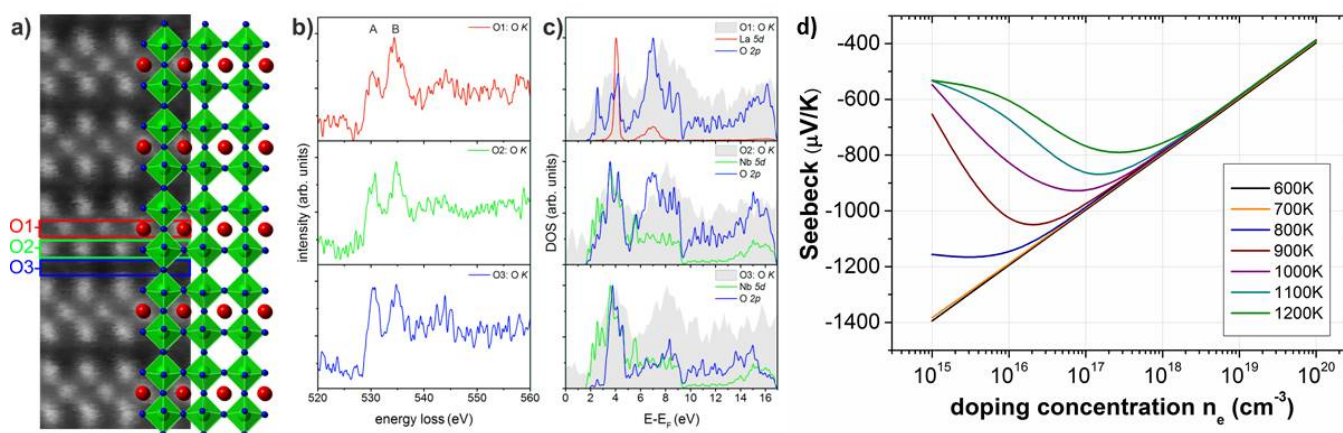 a)
O1-
O2-
O3-
b)
A B
O1: O K
O2: O K
O3: O K
intensity (arb. units)
520 530 540 550 560
energy loss (eV)
c)
O1: O K
La 5d
O 2p
O2: O K
Nb 5d
O 2p
O3: O K
Nb 5d
O 2p
DOS (arb. units)
0 2 4 6 8 10 12 14 16
E-E_F (eV)
d)
-400
-600
-800
-1000
-1200
-1400
Seebeck (μV/K)
600K
700K
800K
900K
1000K
1100K
1200K
10^15 10^16 10^17 10^18 10^19 10^20
doping concentration n_e (cm^-3)